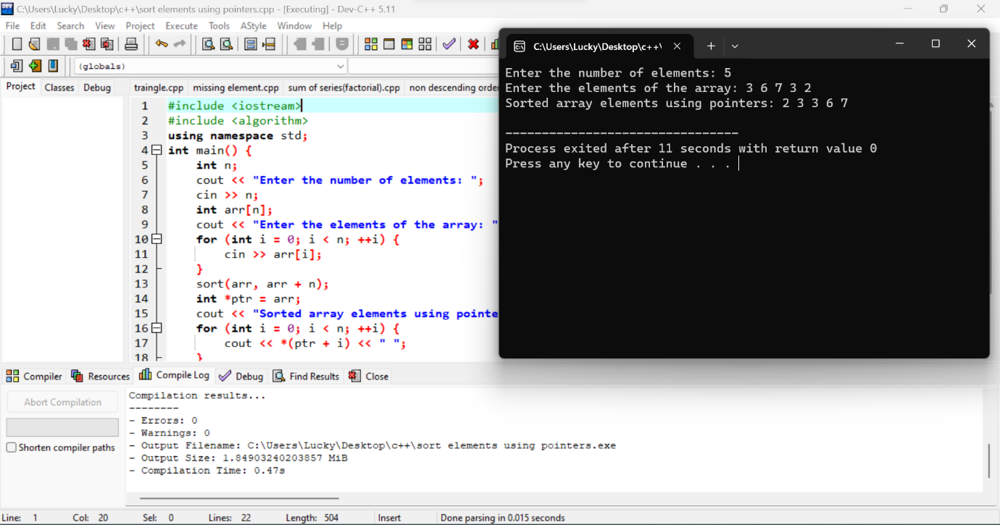 C:\Users\Lucky\Desktop\c++\sort elements using pointers.cpp - [Executing] - Dev-C++ 5.11
File Edit Search View Project Execute Tools AStyle Window Help
(globals)
Project Classes Debug
traingle.cpp missing element.cpp sum of series(factorial).cpp non descending order
1 #include <iostream>
2 #include <algorithm>
3 using namespace std;
4 int main() {
5 int n;
6 cout << "Enter the number of elements: ";
7 cin >> n;
8 int arr[n];
9 cout << "Enter the elements of the array: "
10 for (int i = 0; i < n; ++i) {
11 cin >> arr[i];
12 }
13 sort(arr, arr + n);
14 int *ptr = arr;
15 cout << "Sorted array elements using pointe
16 for (int i = 0; i < n; ++i) {
17 cout << *(ptr + i) << " ";
18 }
C:\Users\Lucky\Desktop\c++\
Enter the number of elements: 5
Enter the elements of the array: 3 6 7 3 2
Sorted array elements using pointers: 2 3 3 6 7
--------------------------------
Process exited after 11 seconds with return value 0
Press any key to continue . . .
Compiler Resources Compile Log Debug Find Results Close
Abort Compilation
Shorten compiler paths
Compilation results...
--------
- Errors: 0
- Warnings: 0
- Output Filename: C:\Users\Lucky\Desktop\c++\sort elements using pointers.exe
- Output Size: 1.84903240203857 MiB
- Compilation Time: 0.47s
Line: 1 Col: 20 Sel: 0 Lines: 22 Length: 504 Insert Done parsing in 0.015 seconds